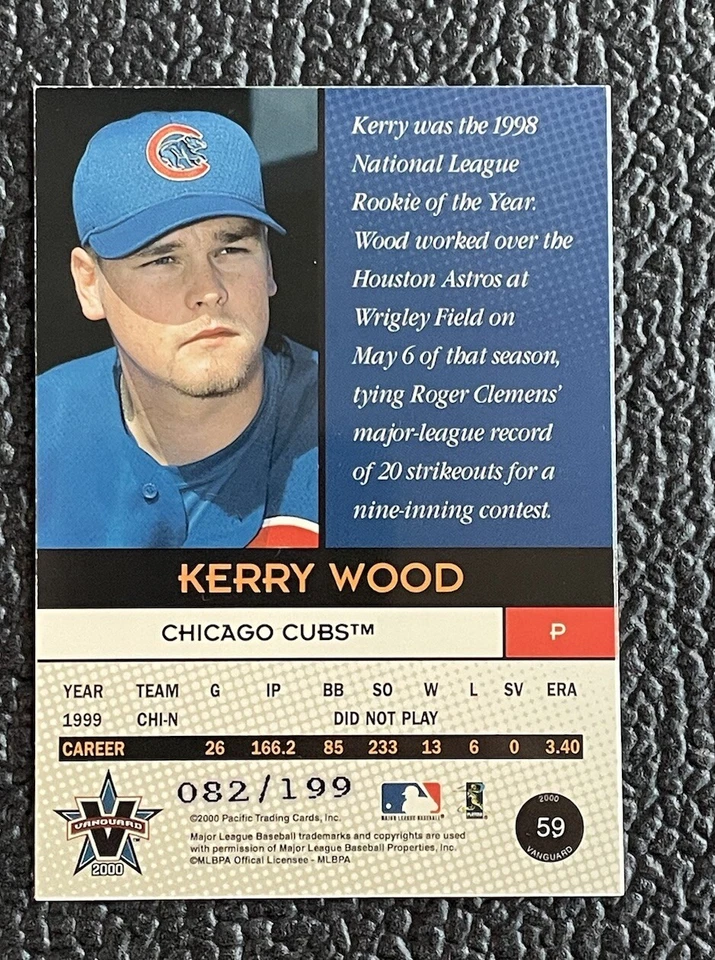 Kerry was the 1998
National League
Rookie of the Year.
Wood worked over the
Houston Astros at
Wrigley Field on
May 6 of that season,
tying Roger Clemens'
major-league record
of 20 strikeouts for a
nine-inning contest.
KERRY WOOD
CHICAGO CUBS™ P
YEAR TEAM G IP BB SO W L SV ERA
1999 CHI-N DID NOT PLAY
CAREER 26 166.2 85 233 13 6 0 3.40
082/199
VANGUARD™
2000
MAJOR LEAGUE BASEBALL®
©2000 Pacific Trading Cards, Inc.
Major League Baseball trademarks and copyrights are used
with permission of Major League Baseball Properties, Inc.
©MLBPA Offical Licensee - MLBPA
2000
59
VANGUARD